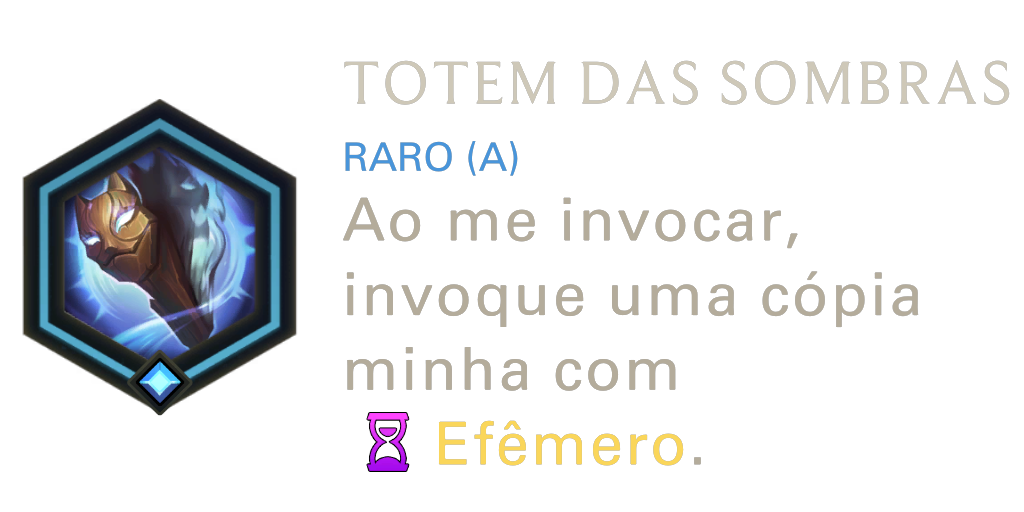 TOTEM DAS SOMBRAS
RARO (A)
Ao me invocar,
invoque uma cópia
minha com
Efêmero.